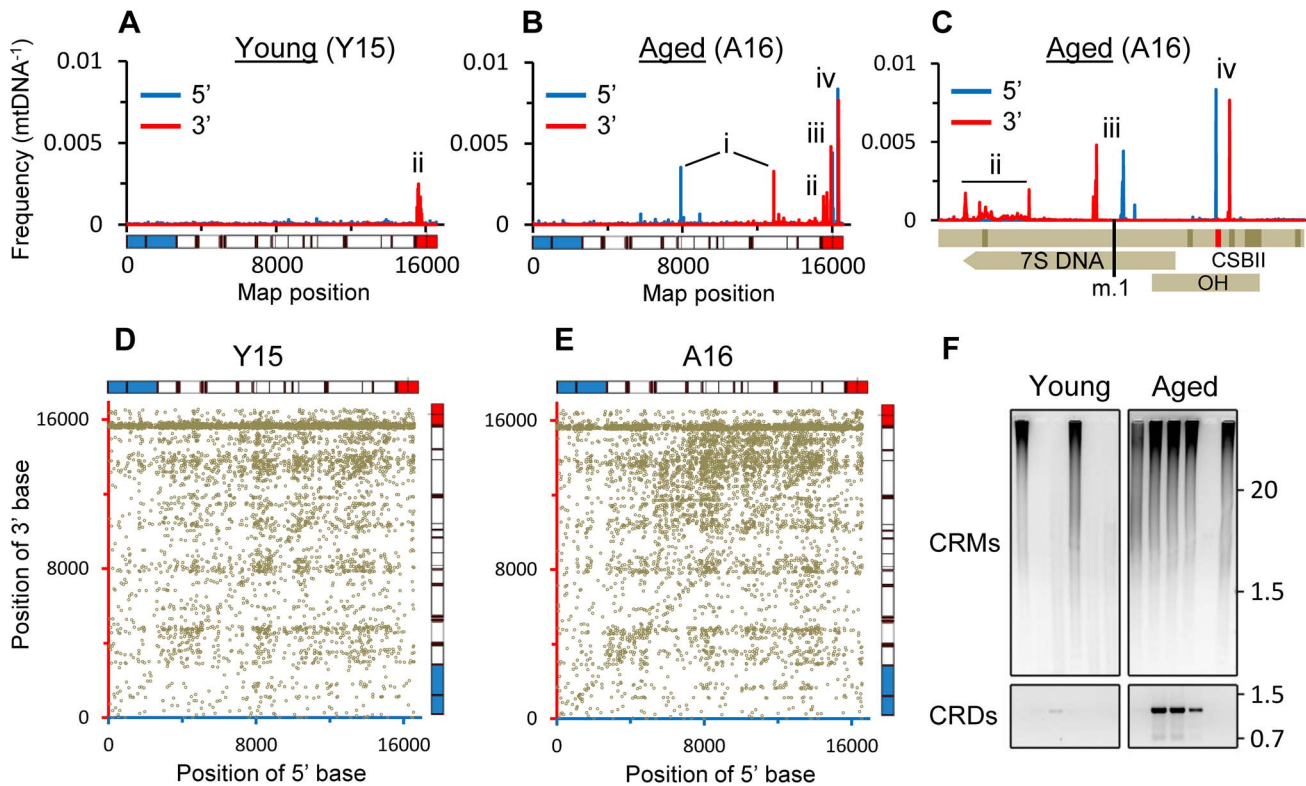 A
Young (Y15)
Frequency (mtDNA-1)
0.01
0.005
0
5’
3’
ii
0
8000
16000
Map position
B
Aged (A16)
0.01
0.005
0
5’
3’
i
ii
iii
iv
0
8000
16000
Map position
C
Aged (A16)
0.01
0.005
0
5’
3’
ii
iii
iv
7S DNA
CSBII
m.1
OH
D
Y15
Position of 3’ base
16000
8000
0
0
8000
16000
Position of 5’ base
E
A16
16000
8000
0
0
8000
16000
Position of 5’ base
F
Young
Aged
CRMs
20
1.5
CRDs
1.5
0.7